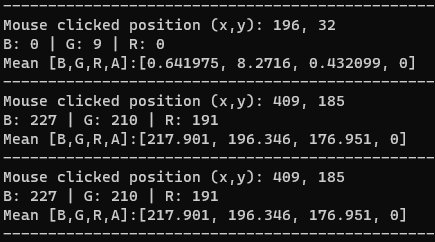 ------------------------------------------------
Mouse clicked position (x,y): 196, 32
B: 0 | G: 9 | R: 0
Mean [B,G,R,A]:[0.641975, 8.2716, 0.432099, 0]
------------------------------------------------
Mouse clicked position (x,y): 409, 185
B: 227 | G: 210 | R: 191
Mean [B,G,R,A]:[217.901, 196.346, 176.951, 0]
------------------------------------------------
Mouse clicked position (x,y): 409, 185
B: 227 | G: 210 | R: 191
Mean [B,G,R,A]:[217.901, 196.346, 176.951, 0]
------------------------------------------------